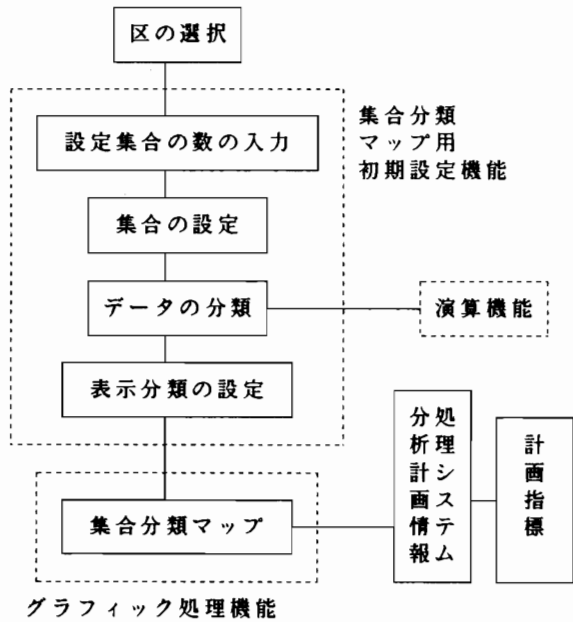 区の選択
設定集合の数の入力
集合分類
マップ用
初期設定機能
集合の設定
データの分類
演算機能
表示分類の設定
処理システム
分析計画情報
計画指標
集合分類マップ
グラフィック処理機能